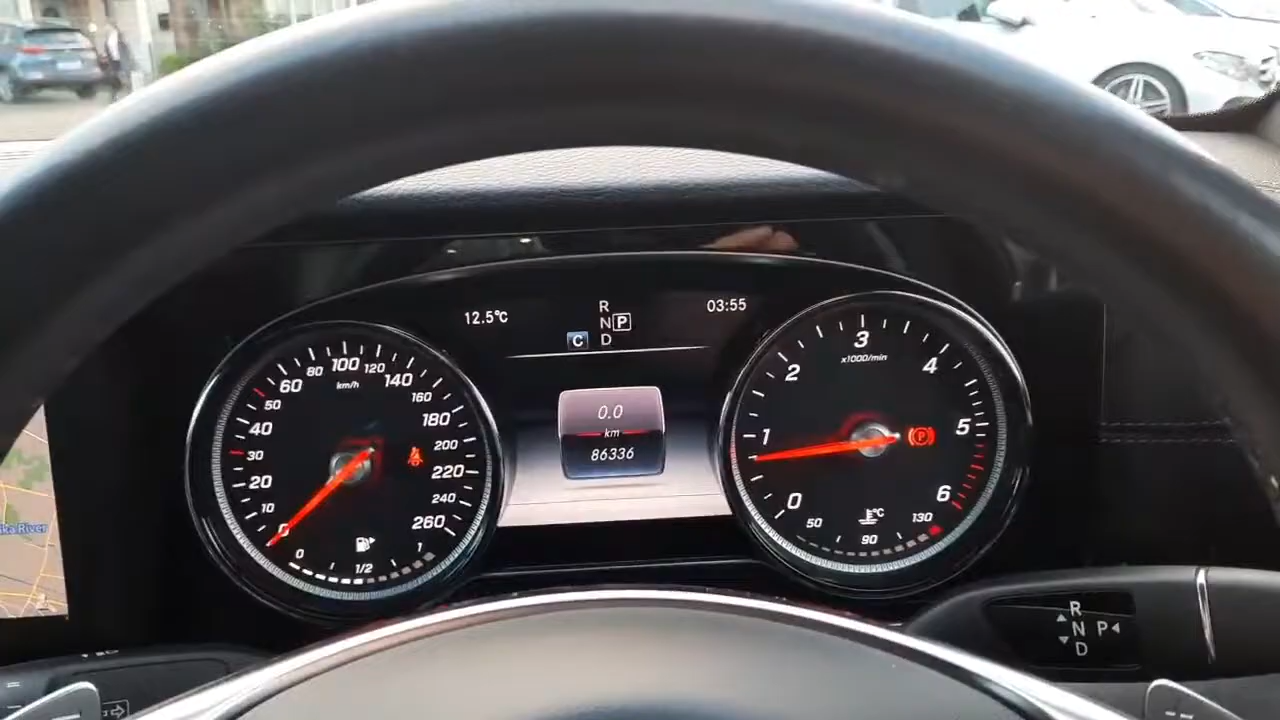 12.5°C
R
N P
C D
03:55
0 10 20 30 40 50 60 80 100 120 140 160 180 200 220 240 260
km/h
0 1/2 1
0.0
km
86336
0 1 2 3 4 5 6
x1000/min
(P)
°C
50 90 130
R
N P
D